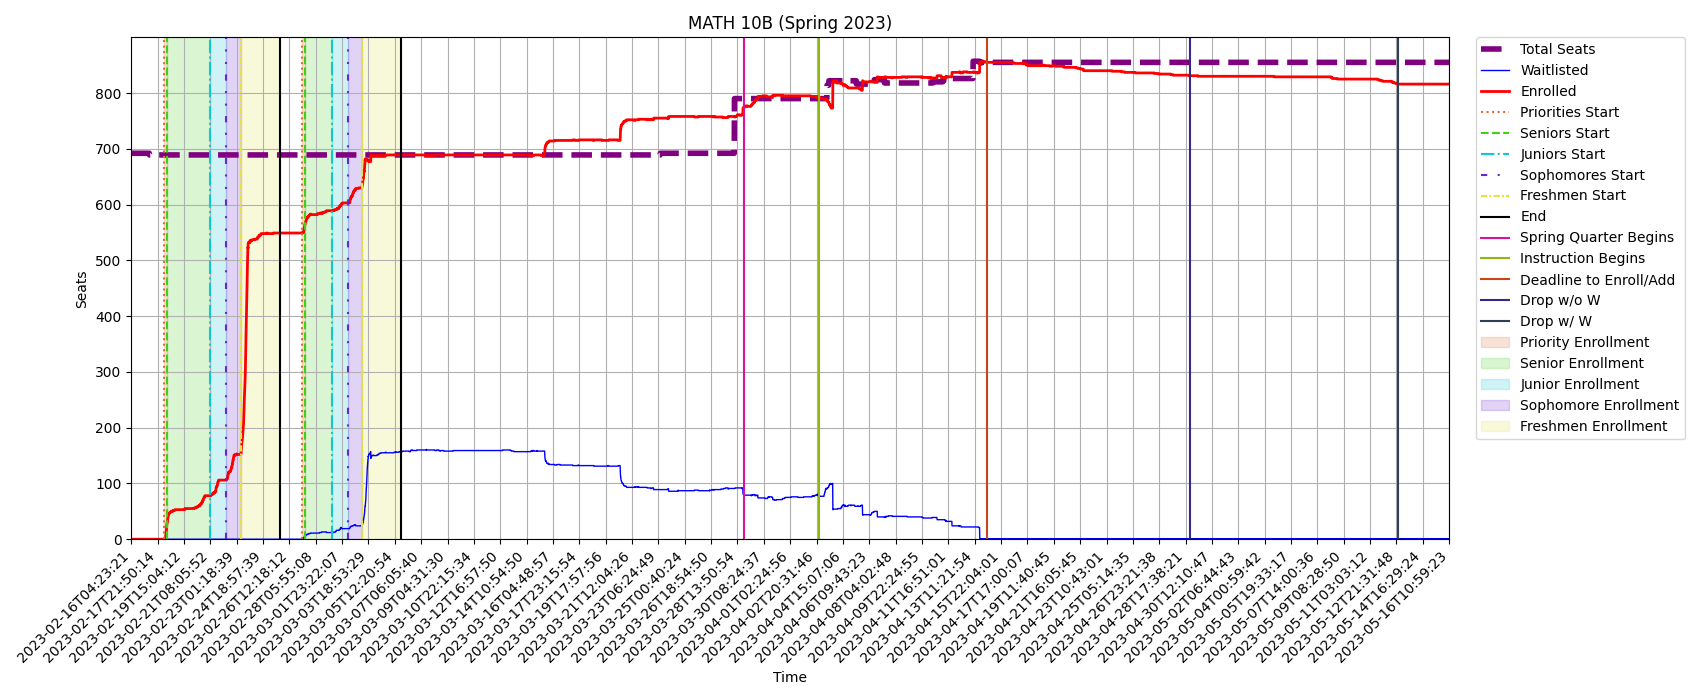 MATH 10B (Spring 2023)
Seats
800
700
600
500
400
300
200
100
0
2023-02-16T04:23:21
2023-02-17T21:50:14
2023-02-19T15:04:12
2023-02-21T08:05:52
2023-02-23T01:18:39
2023-02-24T18:57:39
2023-02-26T12:18:12
2023-02-28T05:55:08
2023-03-01T23:22:07
2023-03-03T18:53:29
2023-03-05T12:20:54
2023-03-07T06:05:40
2023-03-09T04:31:30
2023-03-10T22:15:34
2023-03-12T16:57:50
2023-03-14T10:54:50
2023-03-16T04:48:57
2023-03-17T23:15:54
2023-03-19T17:57:56
2023-03-21T12:04:26
2023-03-23T06:24:49
2023-03-25T00:40:24
2023-03-26T18:54:50
2023-03-28T13:50:54
2023-03-30T08:24:37
2023-04-01T02:24:56
2023-04-02T20:31:46
2023-04-04T15:07:06
2023-04-06T09:43:23
2023-04-08T04:02:48
2023-04-09T22:24:55
2023-04-11T16:51:01
2023-04-13T11:21:54
2023-04-15T22:04:01
2023-04-17T17:00:07
2023-04-19T11:40:45
2023-04-21T16:05:45
2023-04-23T10:43:01
2023-04-25T05:14:35
2023-04-26T23:21:38
2023-04-28T17:38:21
2023-04-30T12:10:47
2023-05-02T06:44:43
2023-05-04T00:59:42
2023-05-05T19:33:17
2023-05-07T14:00:36
2023-05-09T08:28:50
2023-05-11T03:03:12
2023-05-12T21:31:48
2023-05-14T16:29:24
2023-05-16T10:59:23
Time
Total Seats
Waitlisted
Enrolled
Priorities Start
Seniors Start
Juniors Start
Sophomores Start
Freshmen Start
End
Spring Quarter Begins
Instruction Begins
Deadline to Enroll/Add
Drop w/o W
Drop w/ W
Priority Enrollment
Senior Enrollment
Junior Enrollment
Sophomore Enrollment
Freshmen Enrollment